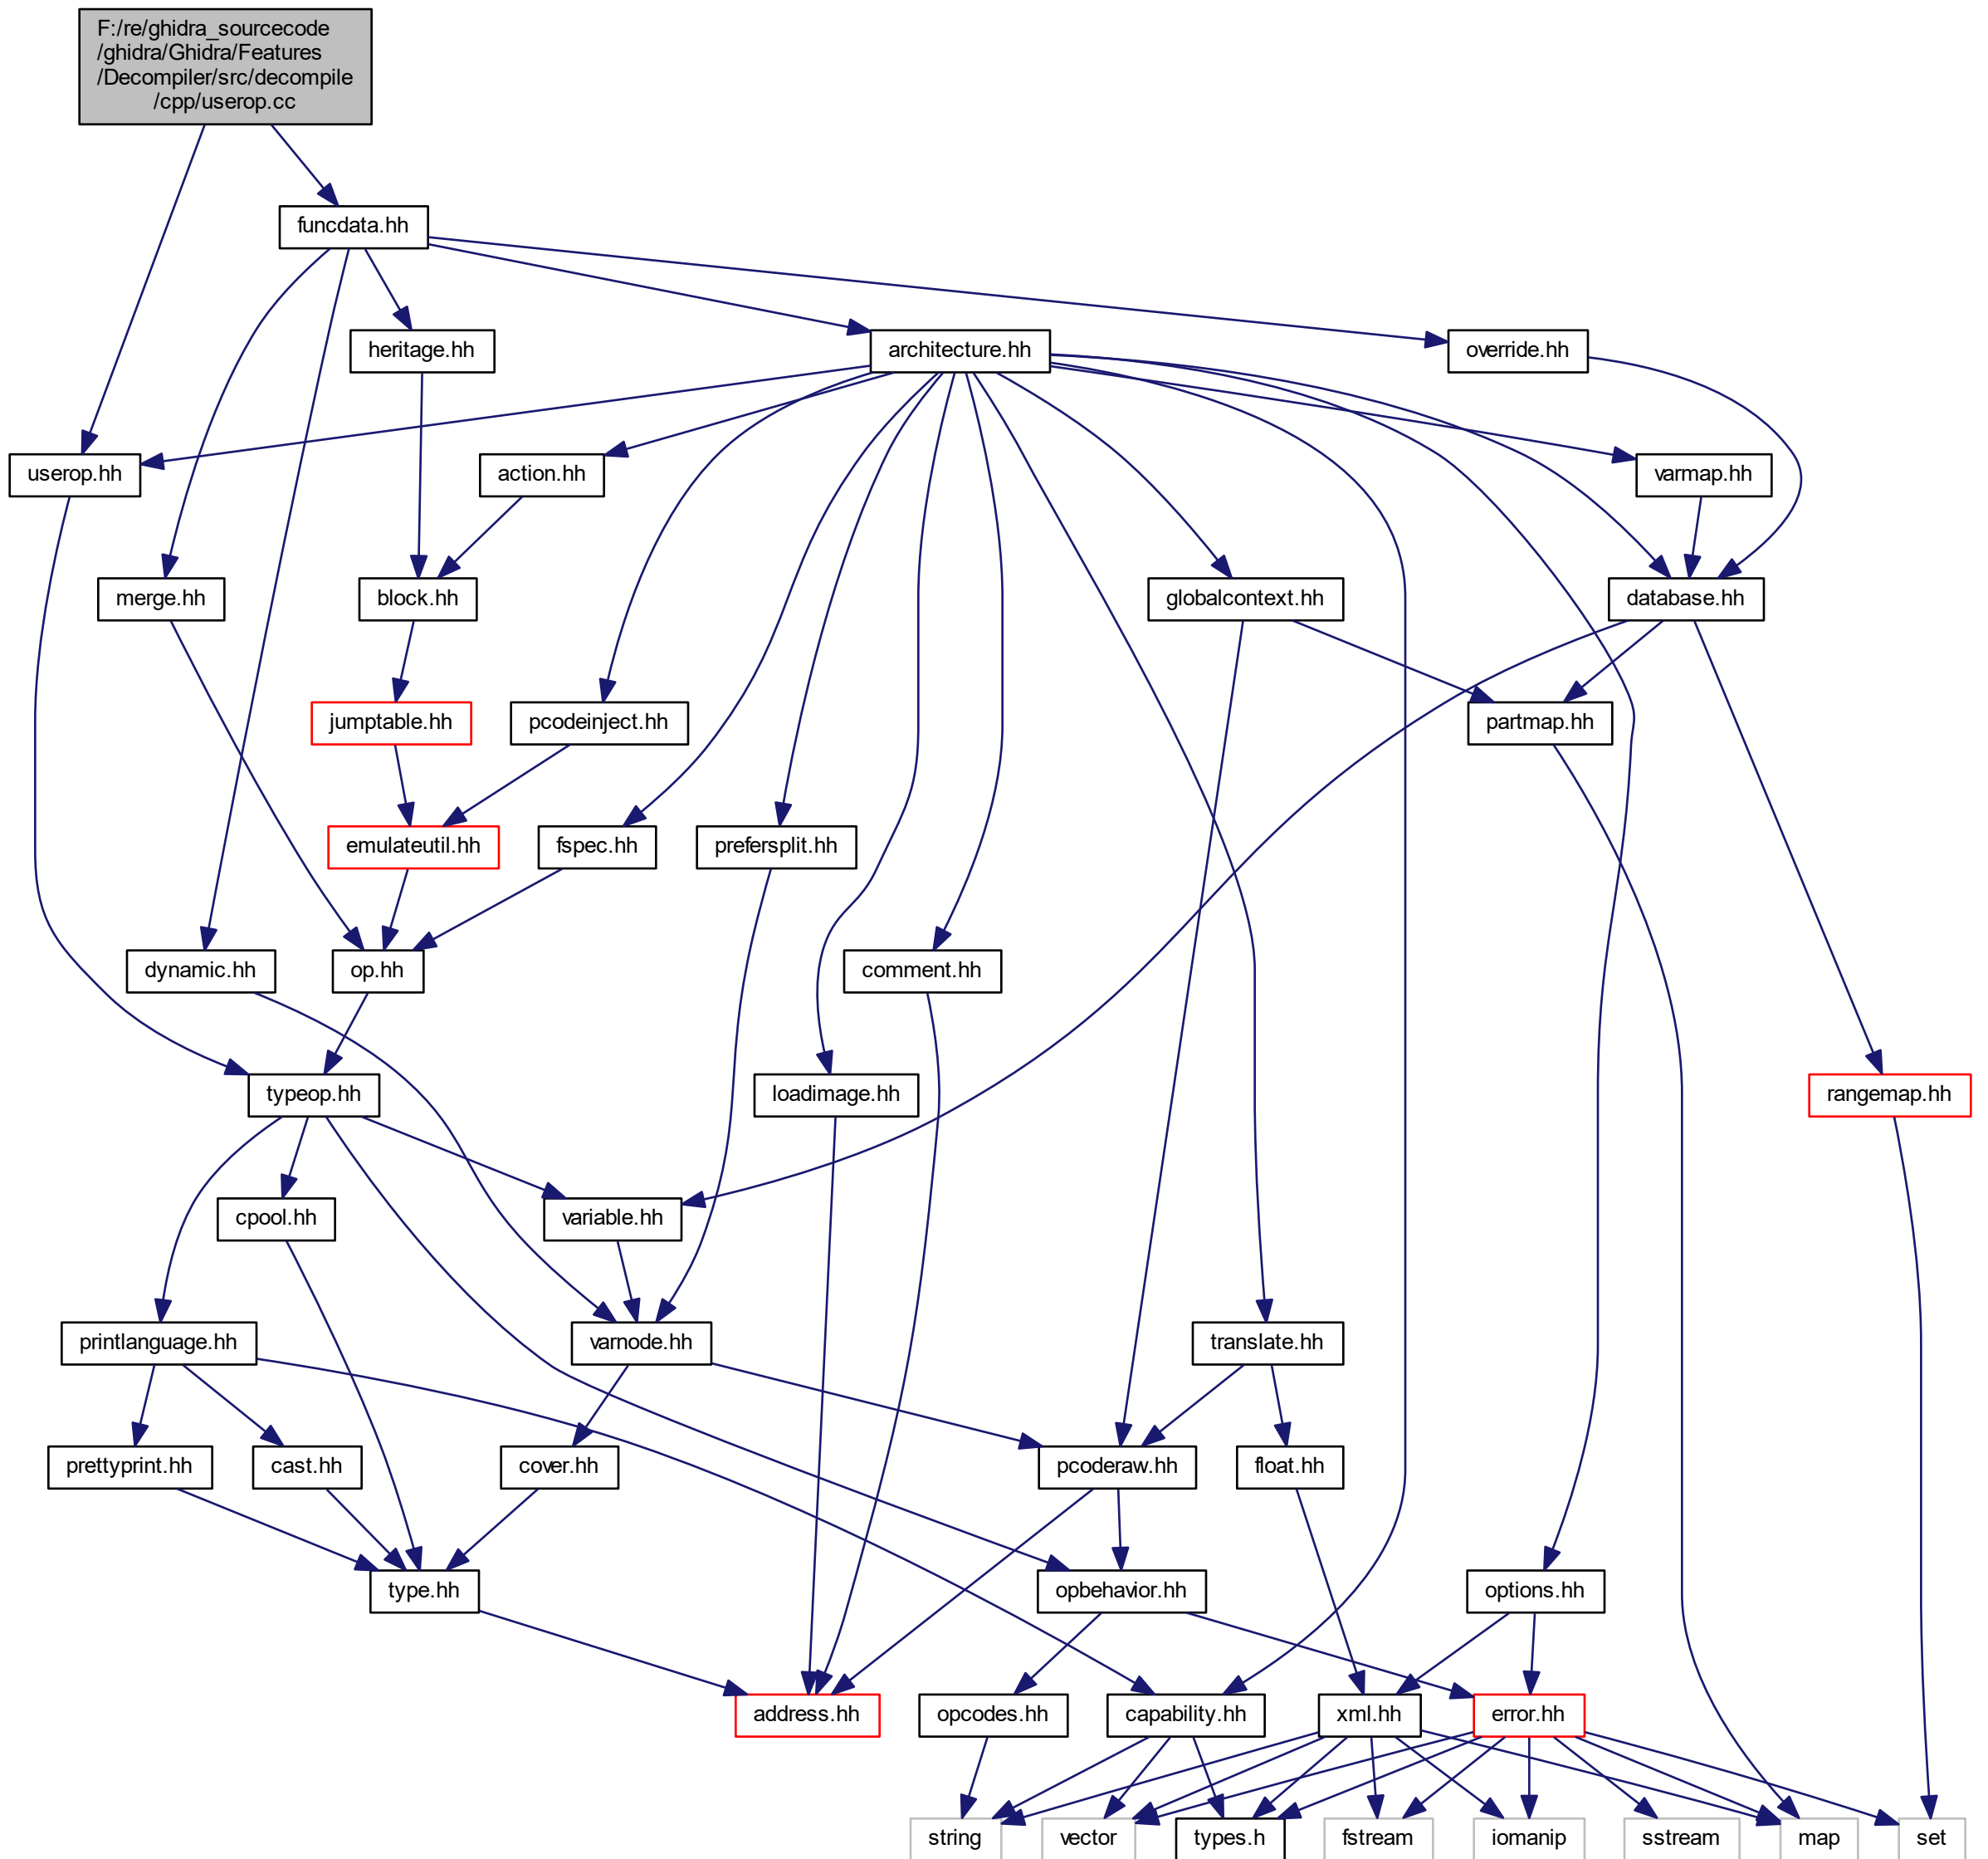 F:/re/ghidra_sourcecode
/ghidra/Ghidra/Features
/Decompiler/src/decompile
/cpp/userop.cc
funcdata.hh
heritage.hh
architecture.hh
override.hh
userop.hh
action.hh
varmap.hh
merge.hh
block.hh
globalcontext.hh
database.hh
jumptable.hh
pcodeinject.hh
partmap.hh
emulateutil.hh
fspec.hh
prefersplit.hh
dynamic.hh
op.hh
comment.hh
typeop.hh
loadimage.hh
rangemap.hh
cpool.hh
variable.hh
printlanguage.hh
varnode.hh
translate.hh
prettyprint.hh
cast.hh
cover.hh
pcoderaw.hh
float.hh
type.hh
opbehavior.hh
options.hh
address.hh
opcodes.hh
capability.hh
xml.hh
error.hh
string
vector
types.h
fstream
iomanip
sstream
map
set